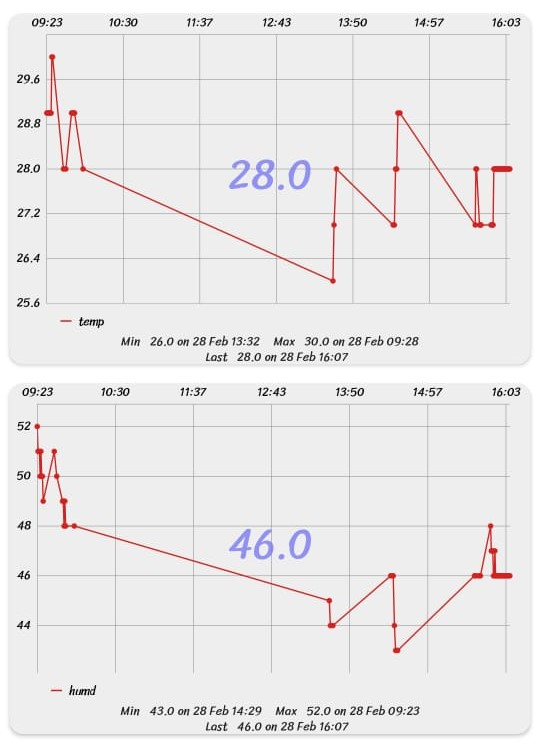 09:23 10:30 11:37 12:43 13:50 14:57 16:03
29.6
28.8
28.0
28.0
27.2
26.4
25.6
temp
Min 26.0 on 28 Feb 13:32 Max 30.0 on 28 Feb 09:28
Last 28.0 on 28 Feb 16:07
09:23 10:30 11:37 12:43 13:50 14:57 16:03
52
50
48
46.0
46
44
humd
Min 43.0 on 28 Feb 14:29 Max 52.0 on 28 Feb 09:23
Last 46.0 on 28 Feb 16:07